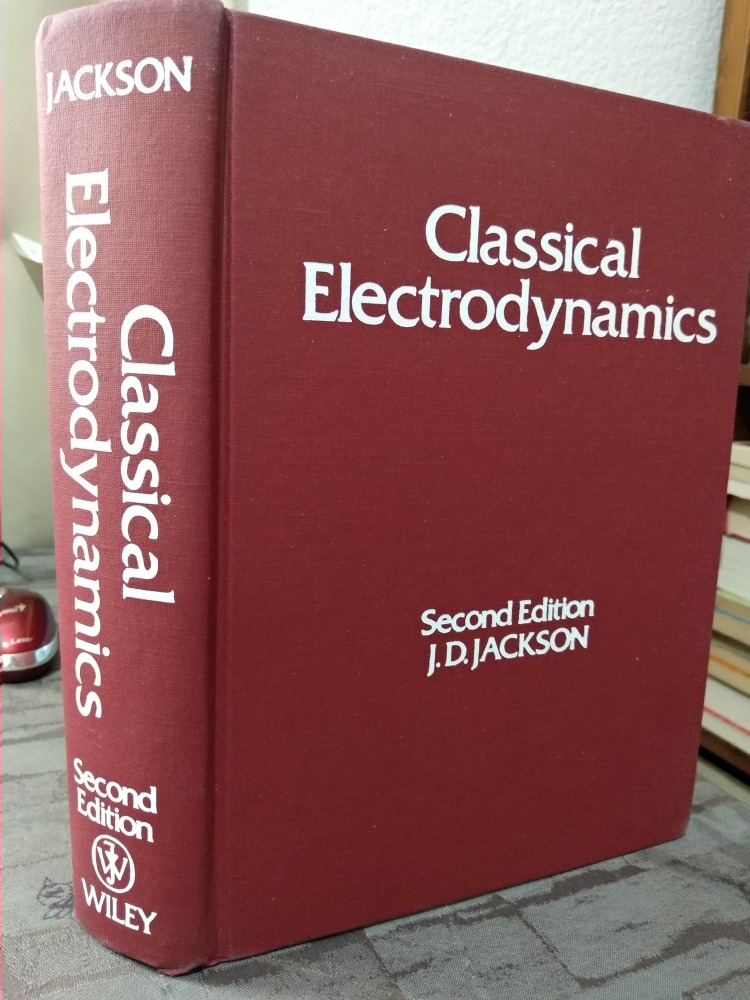 JACKSON
Classical
Electrodynamics
Second
Edition
WILEY
Classical
Electrodynamics
Second Edition
J. D. JACKSON